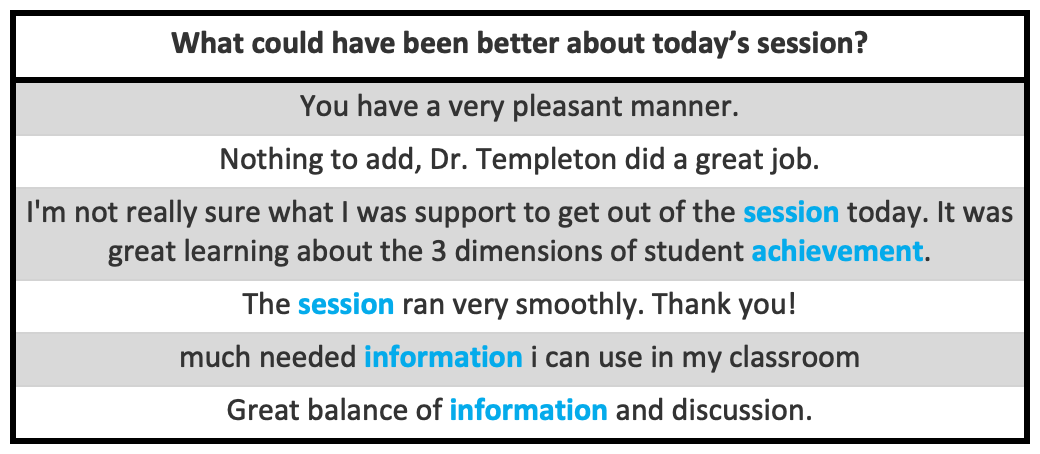 What could have been better about today’s session?
You have a very pleasant manner.
Nothing to add, Dr. Templeton did a great job.
I'm not really sure what I was support to get out of the session today. It was
great learning about the 3 dimensions of student achievement.
The session ran very smoothly. Thank you!
much needed information i can use in my classroom
Great balance of information and discussion.